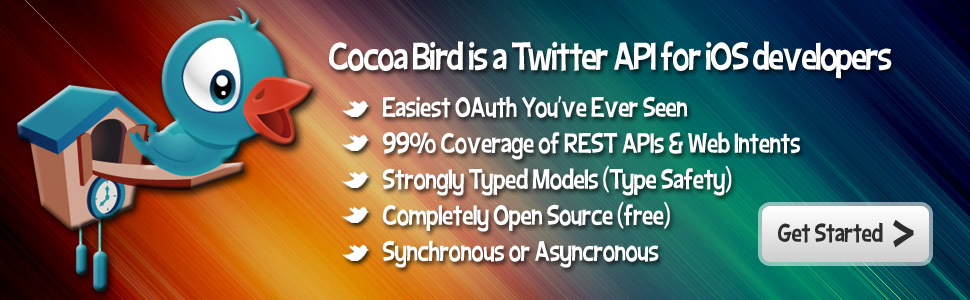 Cocoa Bird is a Twitter API for iOS developers
Easiest OAuth You've Ever Seen
99% Coverage of REST APIs & Web Intents
Strongly Typed Models (Type Safety)
Completely Open Source (free)
Synchronous or Asyncronous
Get Started >